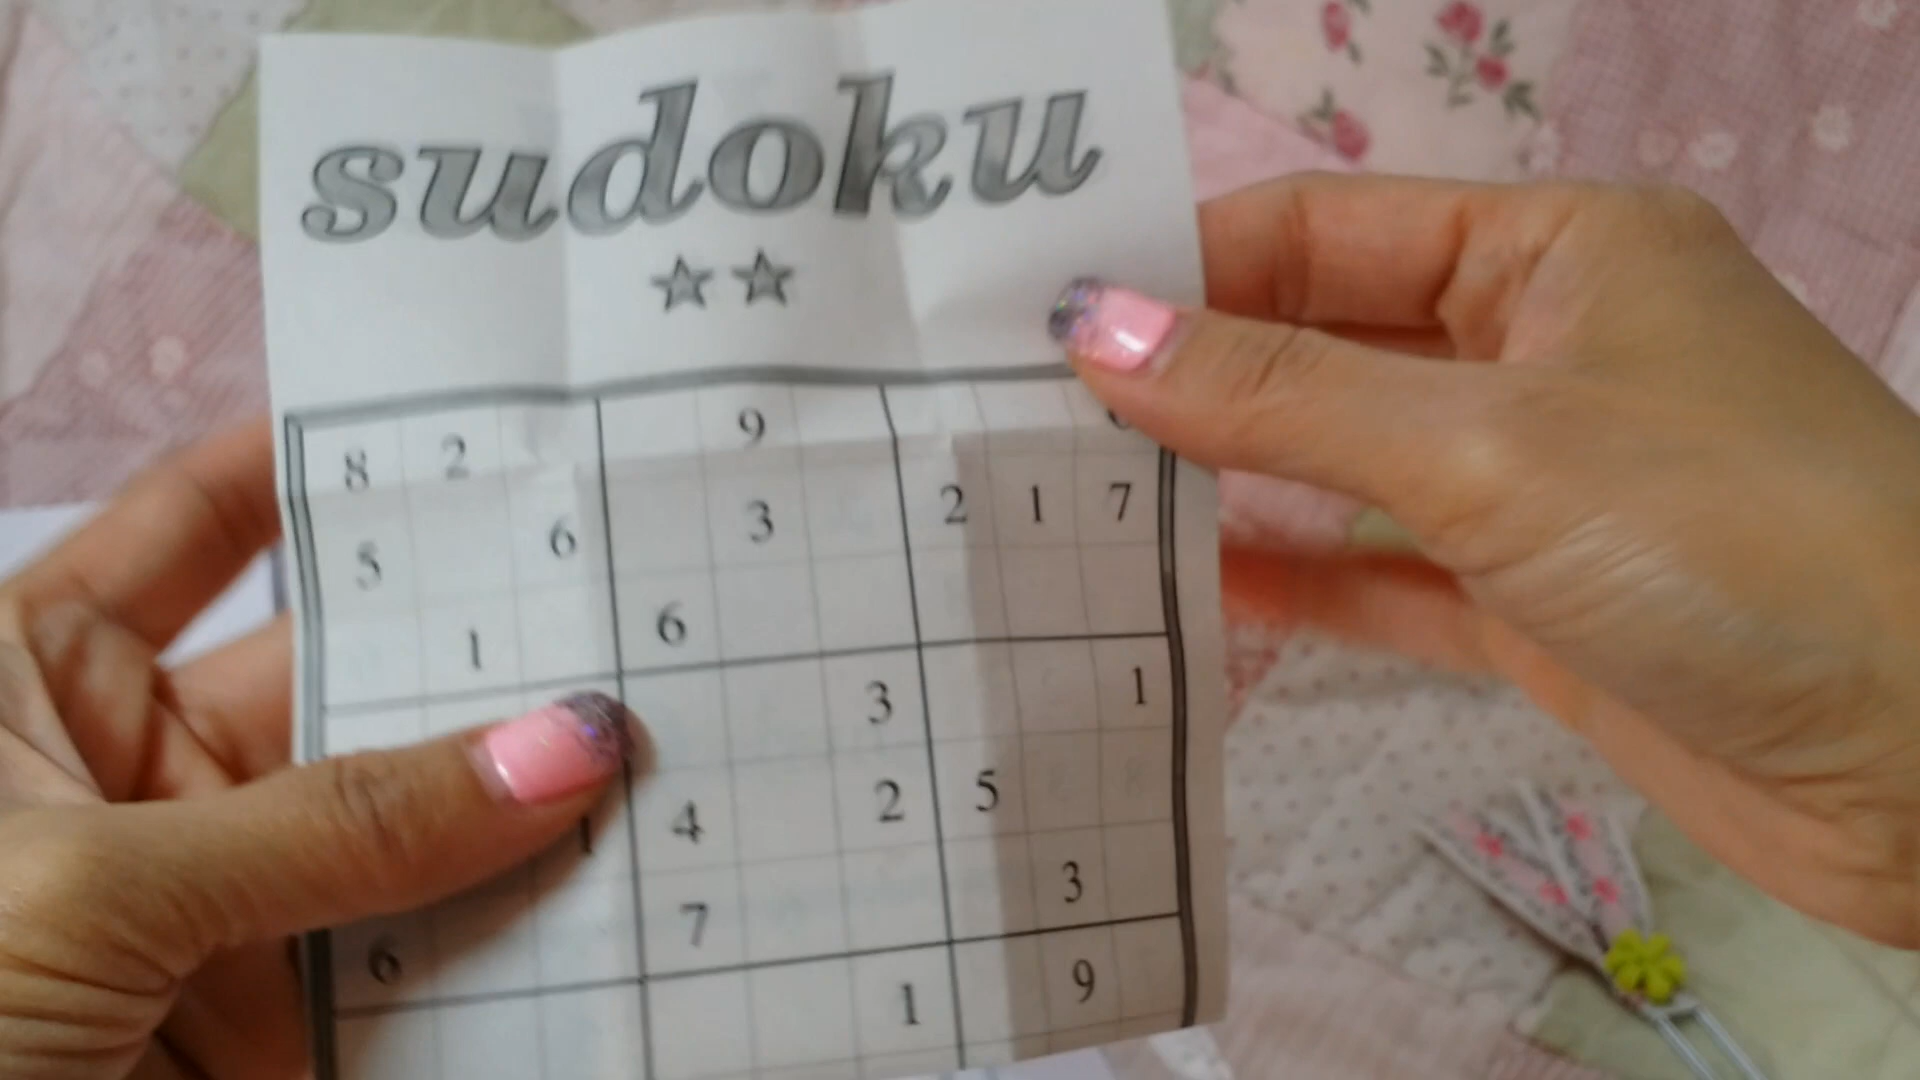 sudoku
☆☆
8 2 9
5 6 3 2 1 7
1 6
3 1
4 2 5
6 7 3
1 9